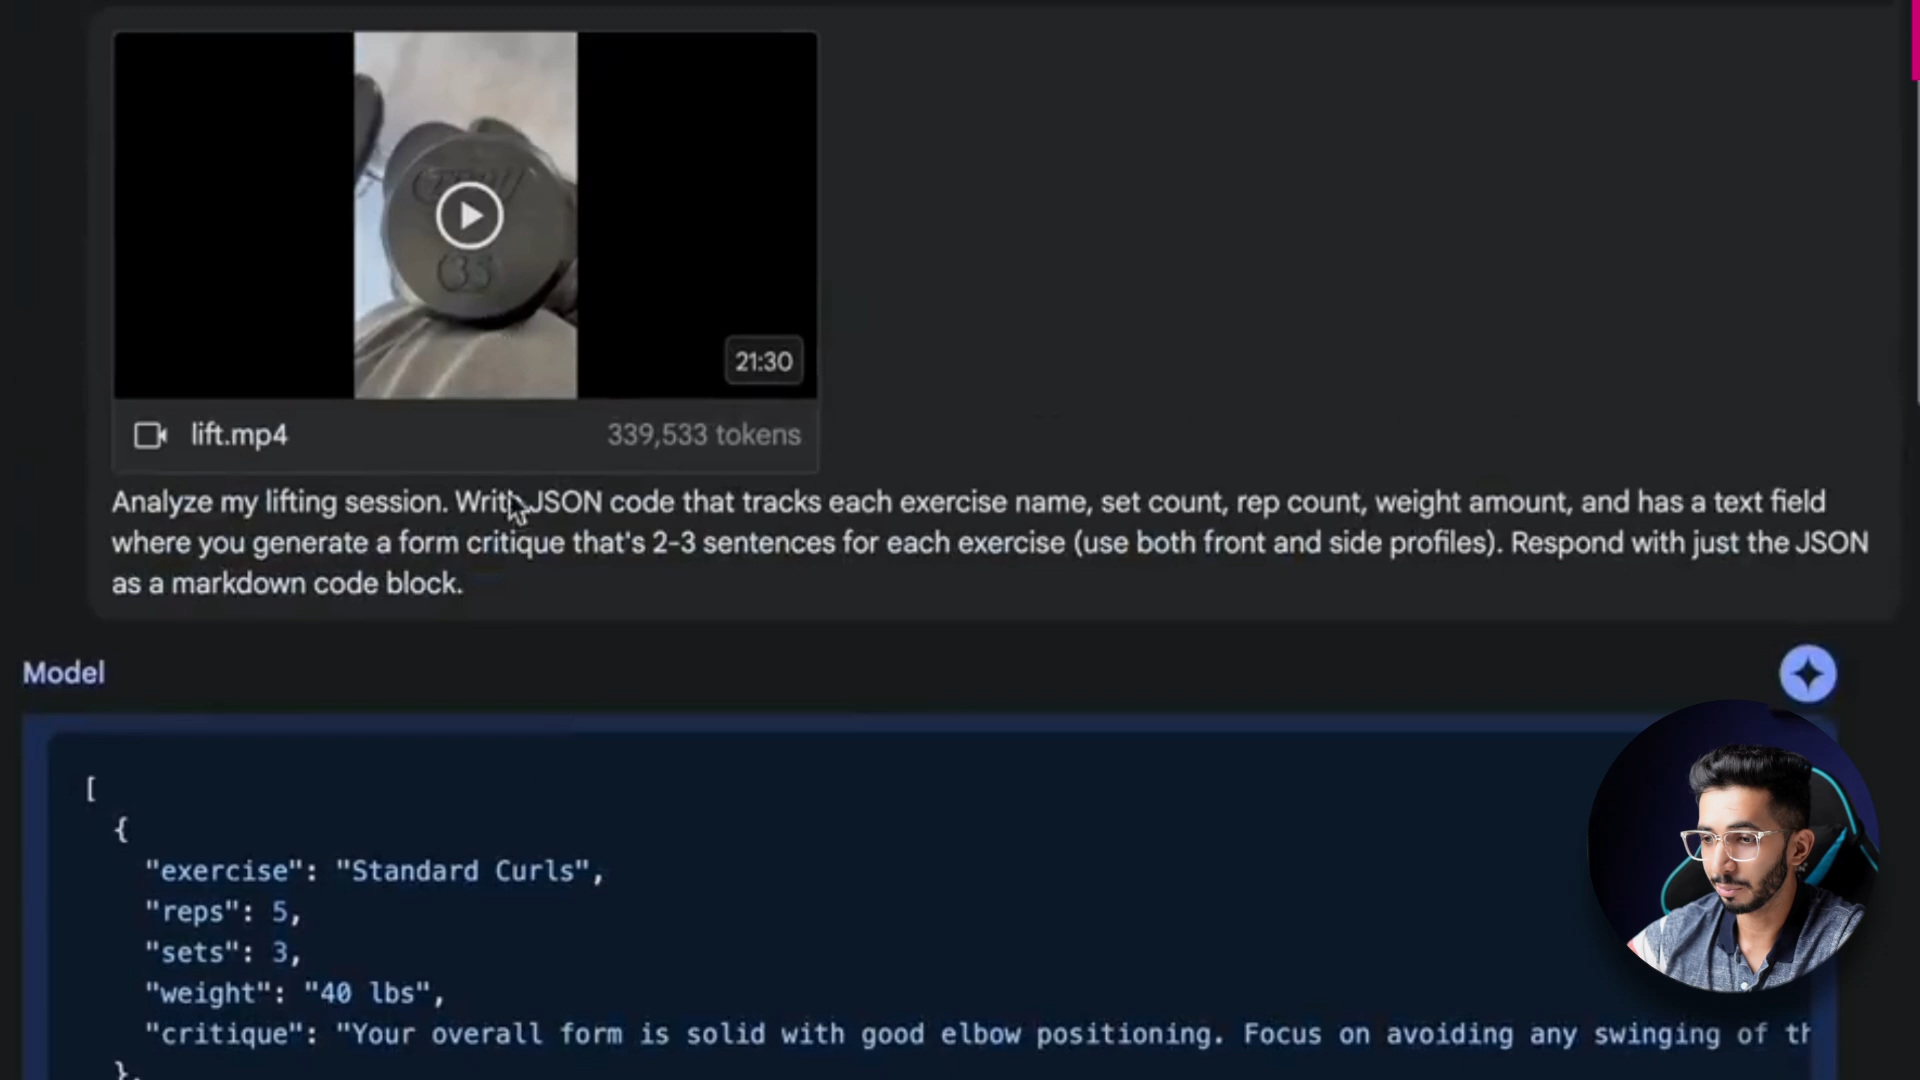 35
21:30
lift.mp4
339,533 tokens
Analyze my lifting session. Write JSON code that tracks each exercise name, set count, rep count, weight amount, and has a text field
where you generate a form critique that's 2-3 sentences for each exercise (use both front and side profiles). Respond with just the JSON
as a markdown code block.
Model
[
{
"exercise": "Standard Curls",
"reps": 5,
"sets": 3,
"weight": "40 lbs",
"critique": "Your overall form is solid with good elbow positioning. Focus on avoiding any swinging of th
},